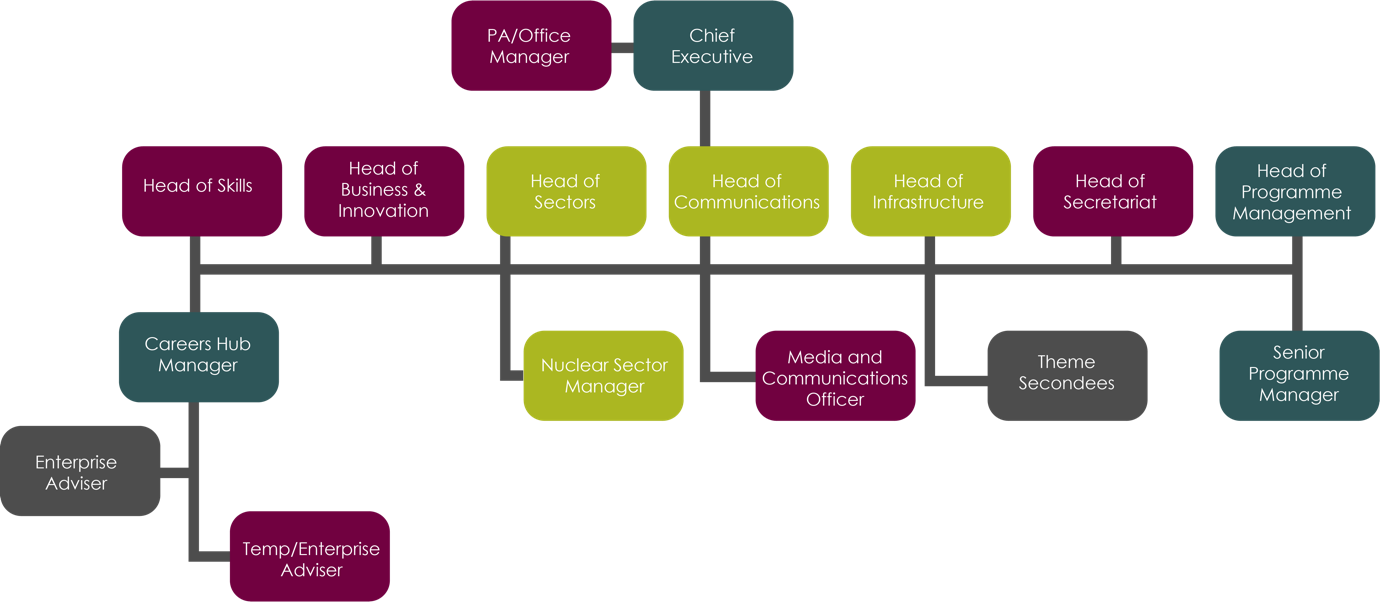 PA/Office
Manager
Chief
Executive
Head of Skills
Head of
Business &
Innovation
Head of
Sectors
Head of
Communications
Head of
Infrastructure
Head of
Secretariat
Head of
Programme
Management
Careers Hub
Manager
Nuclear Sector
Manager
Media and
Communications
Officer
Theme
Secondees
Senior
Programme
Manager
Enterprise
Adviser
Temp/Enterprise
Adviser